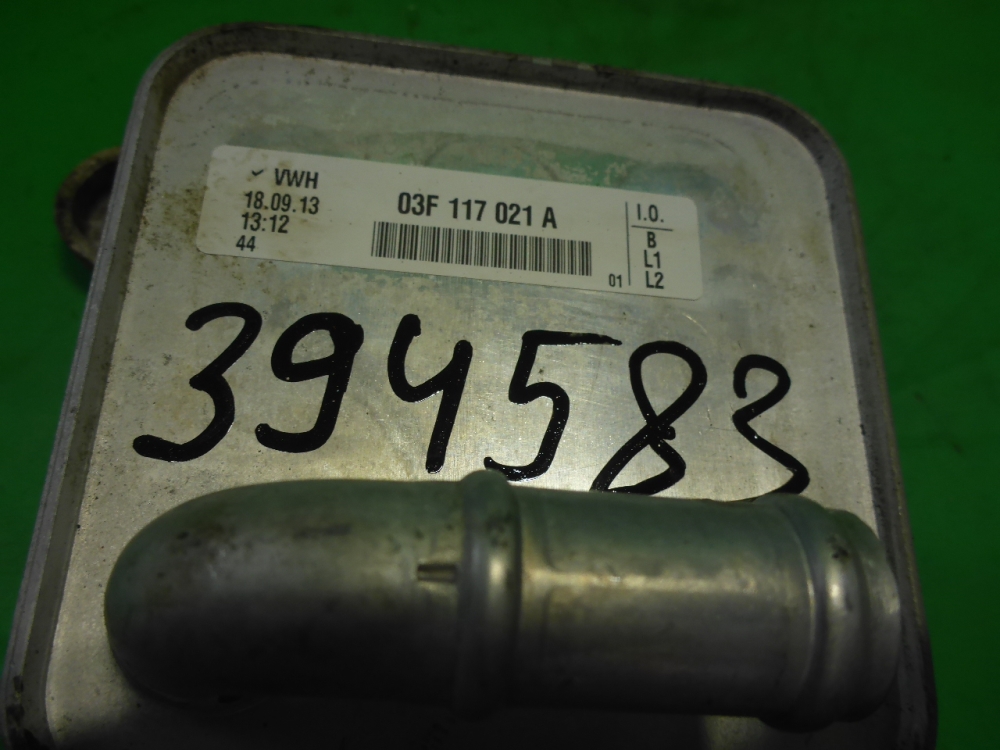 VWH
18.09.13
13:12
44
03F 117 021 A
01
I.O.
B
L1
L2
394583